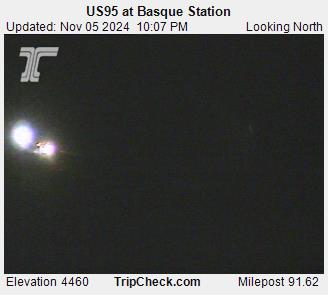 US95 at Basque Station
Updated: Nov 05 2024 10:07 PM Looking North
Elevation 4460 TripCheck.com Milepost 91.62